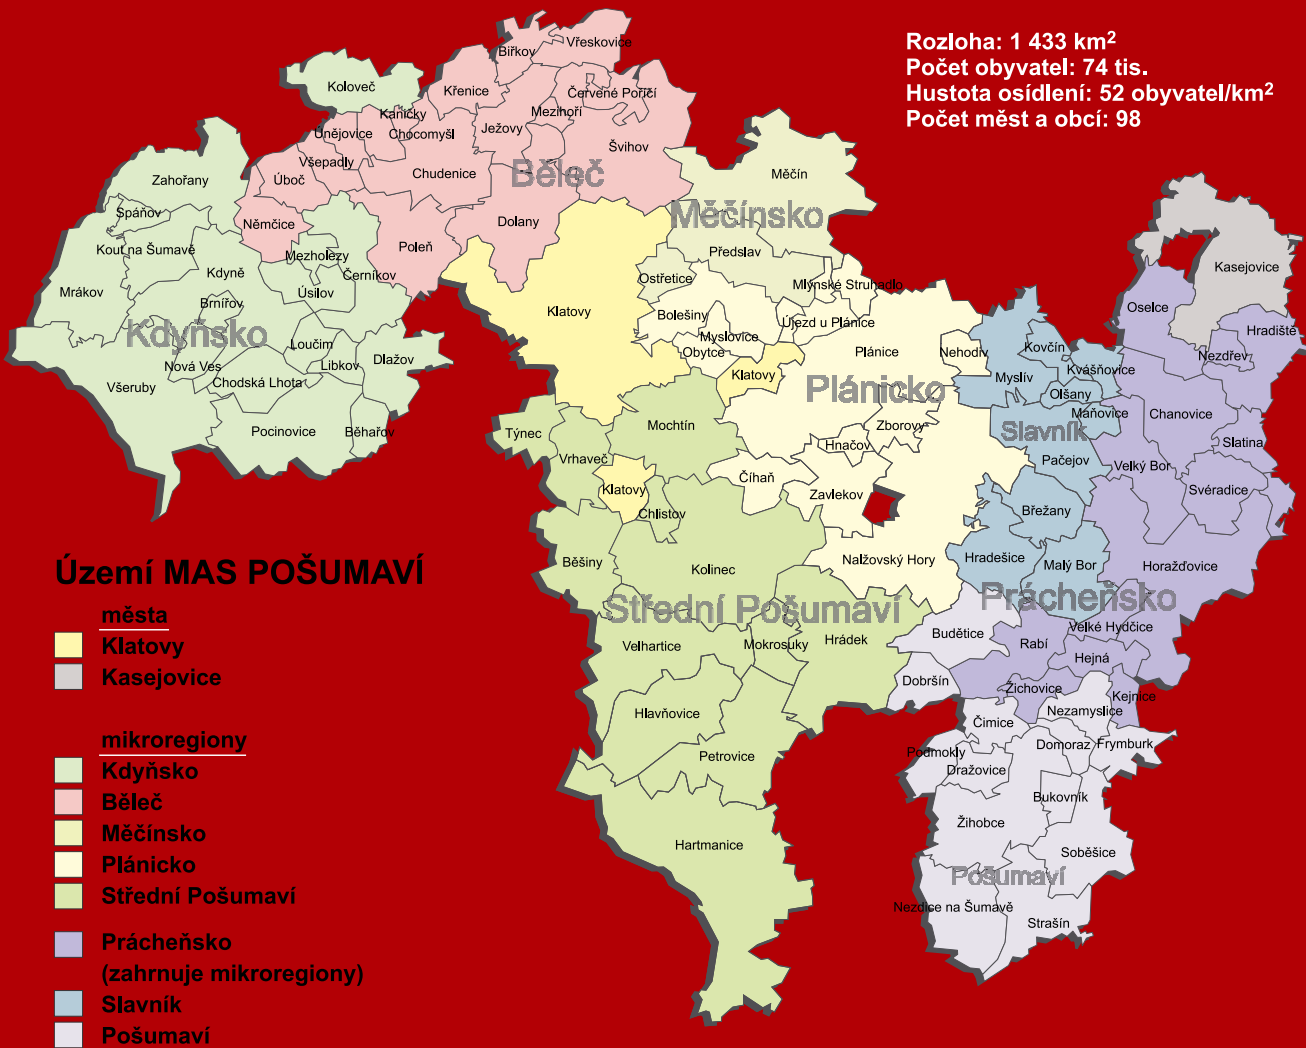 Rozloha: 1 433 km²
Počet obyvatel: 74 tis.
Hustota osídlení: 52 obyvatel/km²
Počet měst a obcí: 98
Koloveč
Zahořany
Spáňov
Kout na Šumavě
Mrákov
Kdyně
Brnířov
Mezholezy
Úsilov
Černíkov
Kdyňsko
Loučim
Libkov
Dlažov
Nová Ves
Chodská Lhota
Všeruby
Pocinovice
Běhařov
Vřeskovice
Biřkov
Křenice
Červené Poříčí
Mezihoří
Kaničky
Únějovice
Chocomyšl
Ježovy
Švihov
Všepadly
Úboč
Chudenice
Běleč
Němčice
Poleň
Dolany
Měčín
Měčínsko
Předslav
Ostřetice
Klatovy
Mlýnské Struhadlo
Bolešiny
Myslovice
Újezd u Plánice
Obytce
Klatovy
Plánice
Nehodiv
Plánicko
Zborovy
Hnačov
Číhaň
Zavlekov
Nalžovský Hory
Týnec
Mochtín
Vrhaveč
Klatovy
Chlistov
Běšiny
Kolinec
Střední Pošumaví
Velhartice
Mokrosuky
Hrádek
Hlavňovice
Petrovice
Hartmanice
Kasejovice
Oselce
Hradiště
Nezdřev
Kovčín
Kvášňovice
Myslív
Olšany
Maňovice
Slavník
Chanovice
Slatina
Pačejov
Velký Bor
Svéradice
Břežany
Hradešice
Malý Bor
Horažďovice
Prácheňsko
Velké Hydčice
Budětice
Rabí
Hejná
Dobršín
Žichovice
Kejnice
Nezamyslice
Čimice
Podmokly
Domoraz
Frymburk
Dražovice
Bukovník
Žihobce
Soběšice
Pošumaví
Nezdice na Šumavě
Strašín
Území MAS POŠUMAVÍ
města
Klatovy
Kasejovice
mikroregiony
Kdyňsko
Běleč
Měčínsko
Plánicko
Střední Pošumaví
Prácheňsko
(zahrnuje mikroregiony)
Slavník
Pošumaví